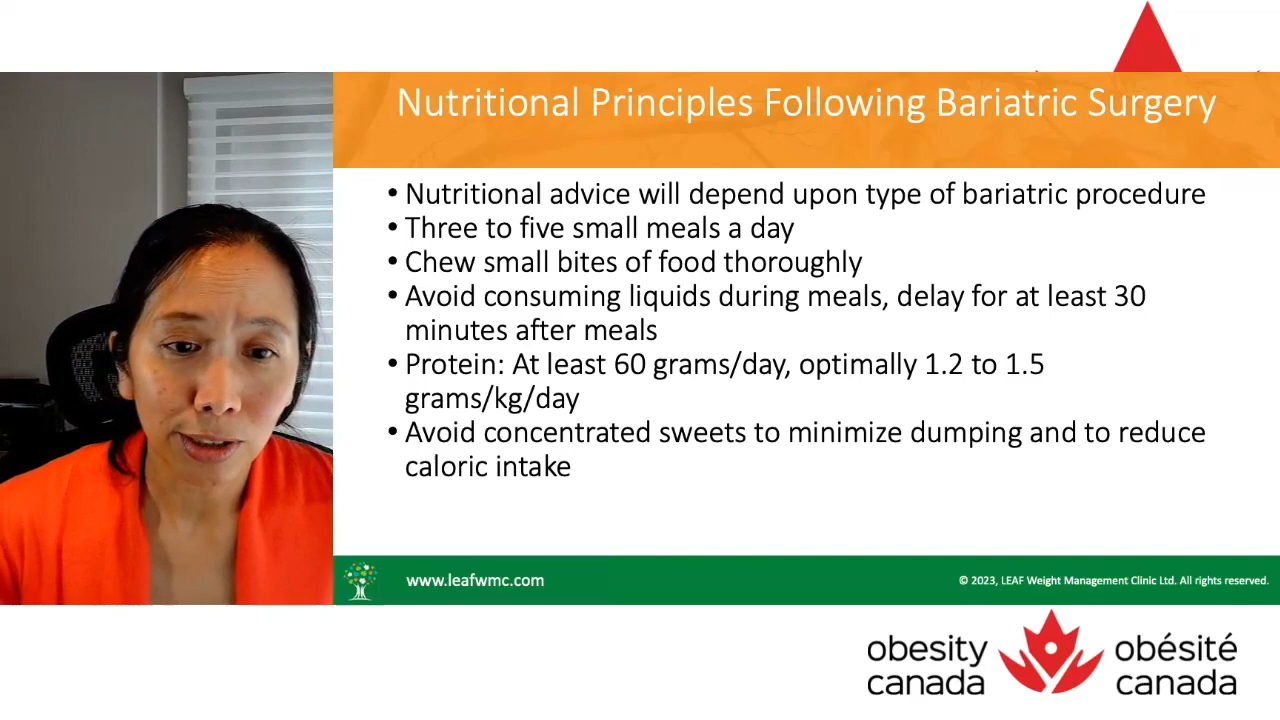 Nutritional Principles Following Bariatric Surgery
• Nutritional advice will depend upon type of bariatric procedure
• Three to five small meals a day
• Chew small bites of food thoroughly
• Avoid consuming liquids during meals, delay for at least 30
minutes after meals
• Protein: At least 60 grams/day, optimally 1.2 to 1.5
grams/kg/day
• Avoid concentrated sweets to minimize dumping and to reduce
caloric intake
www.leafwmc.com
© 2023, LEAF Weight Management Clinic Ltd. All rights reserved.
obesity
canada
obésité
canada